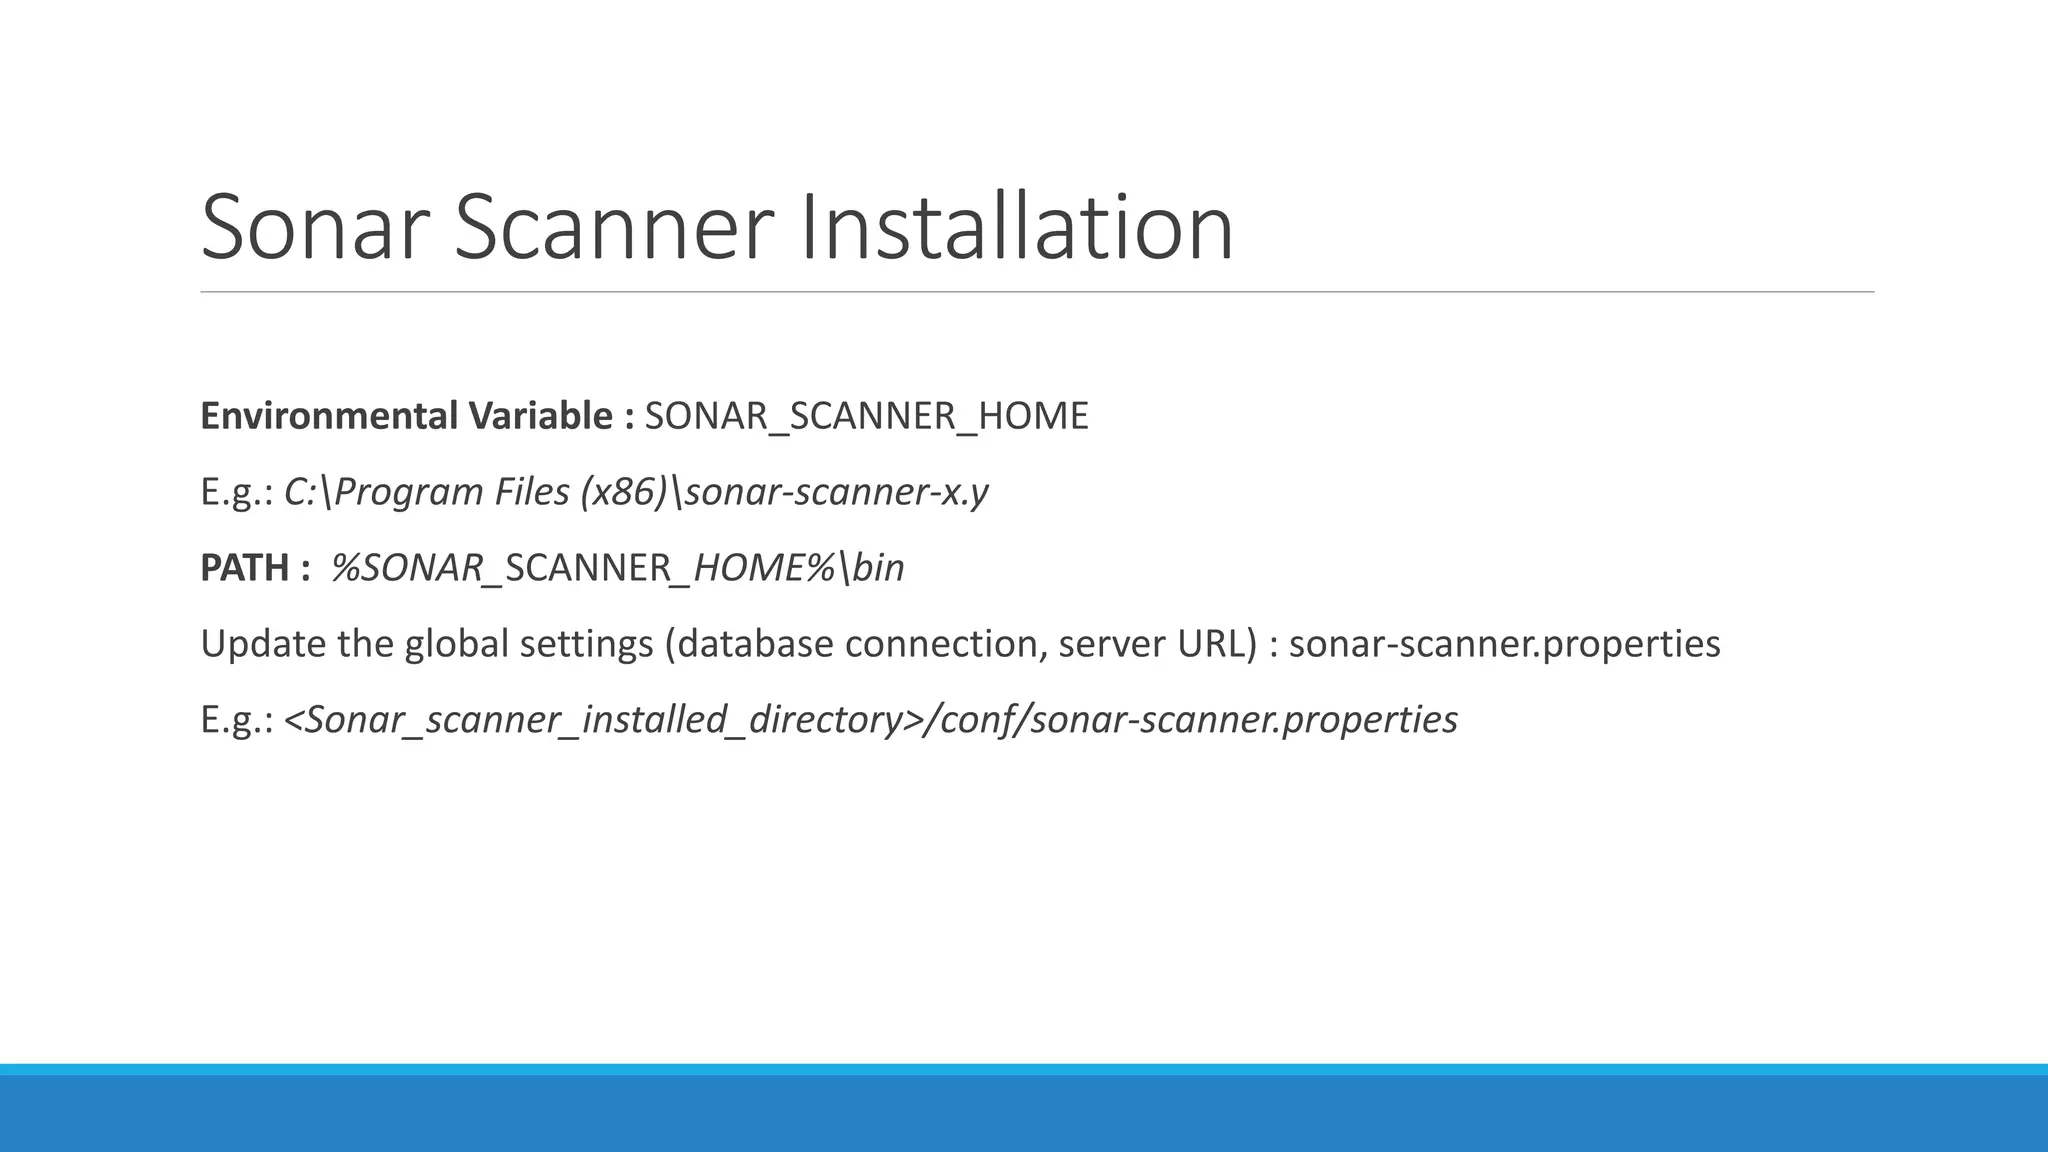 Sonar Scanner Installation
Environmental Variable : SONAR_SCANNER_HOME
E.g.: C:\Program Files (x86)\sonar-scanner-x.y
PATH :  %SONAR_SCANNER_HOME%\bin
Update the global settings (database connection, server URL) : sonar-scanner.properties
E.g.: <Sonar_scanner_installed_directory>/conf/sonar-scanner.properties